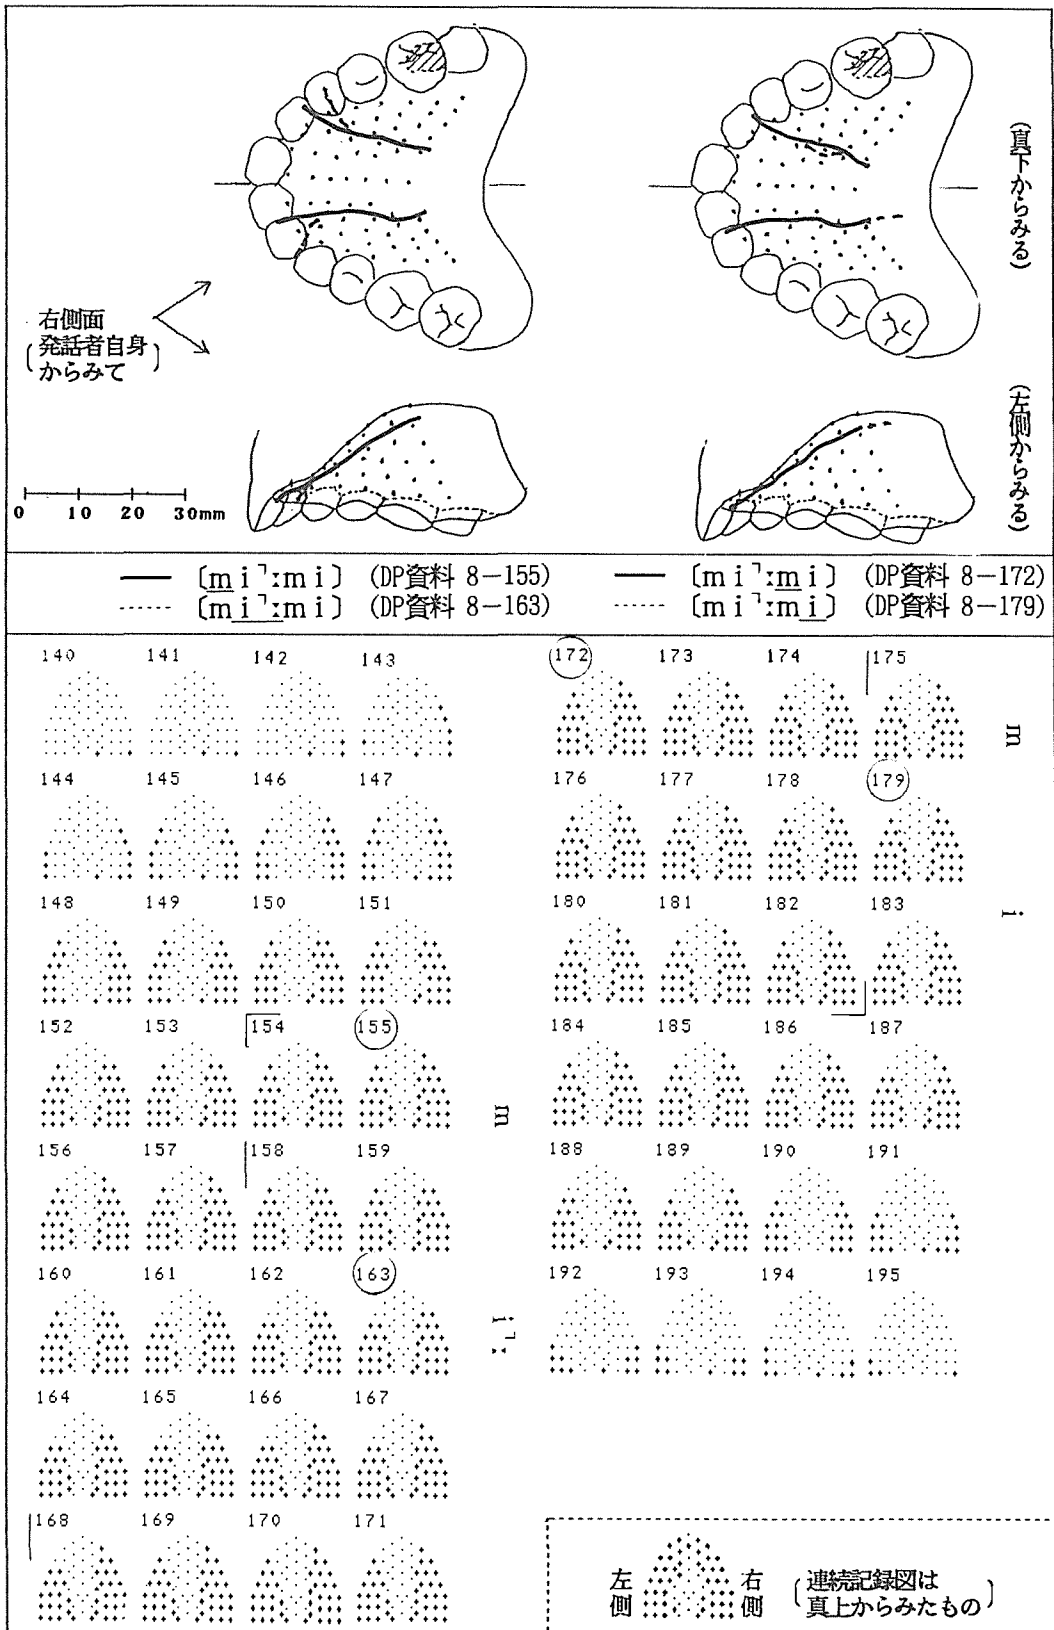 (真下からみる)
右側面
発話者自身
からみて
(左側からみる)
0 10 20 30mm
〔mi┐:mi〕 (DP資料 8-155) 〔mi┐:mi〕 (DP資料 8-172)
〔mi┐:mi〕 (DP資料 8-163) 〔mi┐:mi〕 (DP資料 8-179)
140 141 142 143
144 145 146 147
148 149 150 151
152 153 154 155
m
156 157 158 159
160 161 162 163
i┐:
164 165 166 167
168 169 170 171
172 173 174 175
m
176 177 178 179
180 181 182 183
i
184 185 186 187
188 189 190 191
192 193 194 195
左側 右側
連続記録図は
真上からみたもの